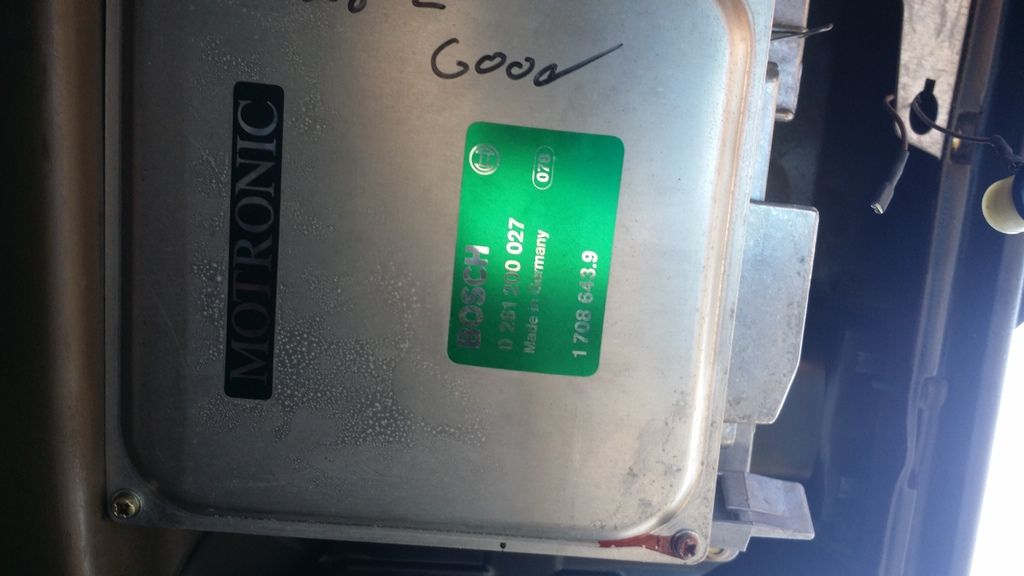 Good
MOTRONIC
BOSCH
0 261 200 027
Made in Germany
078
1 708 643.9